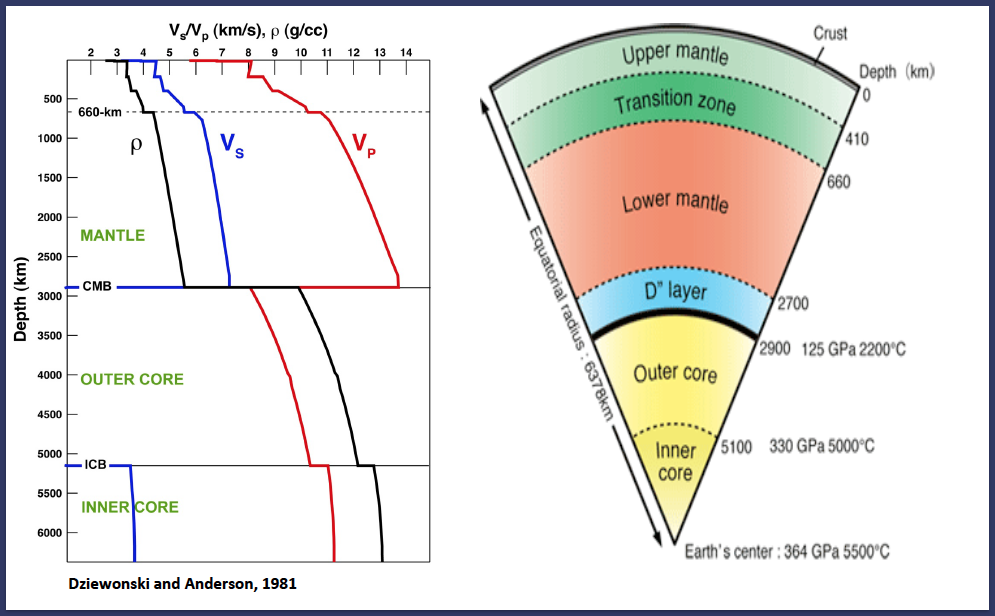 Vs/Vp (km/s), ρ (g/cc)
2 3 4 5 6 7 8 9 10 11 12 13 14
500
660-km
1000
1500
2000
2500
3000
3500
4000
4500
5000
5500
6000
Depth (km)
ρ
VS
VP
MANTLE
CMB
OUTER CORE
ICB
INNER CORE
Dziewonski and Anderson, 1981
Crust
Depth (km)
0
Upper mantle
410
Transition zone
660
Lower mantle
2700
D” layer
2900 125 GPa 2200°C
Outer core
5100 330 GPa 5000°C
Inner
core
Equatorial radius : 6378km
Earth's center : 364 GPa 5500°C